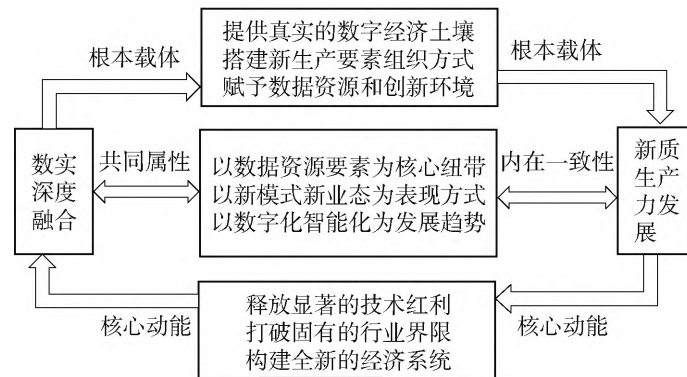 提供真实的数字经济土壤
搭建新生产要素组织方式
赋予数据资源和创新环境
根本载体
根本载体
数实
深度
融合
共同属性
以数据资源要素为核心纽带
以新模式新业态为表现方式
以数字化智能化为发展趋势
内在一致性
新质
生产
力发
展
核心动能
释放显著的技术红利
打破固有的行业界限
构建全新的经济系统
核心动能